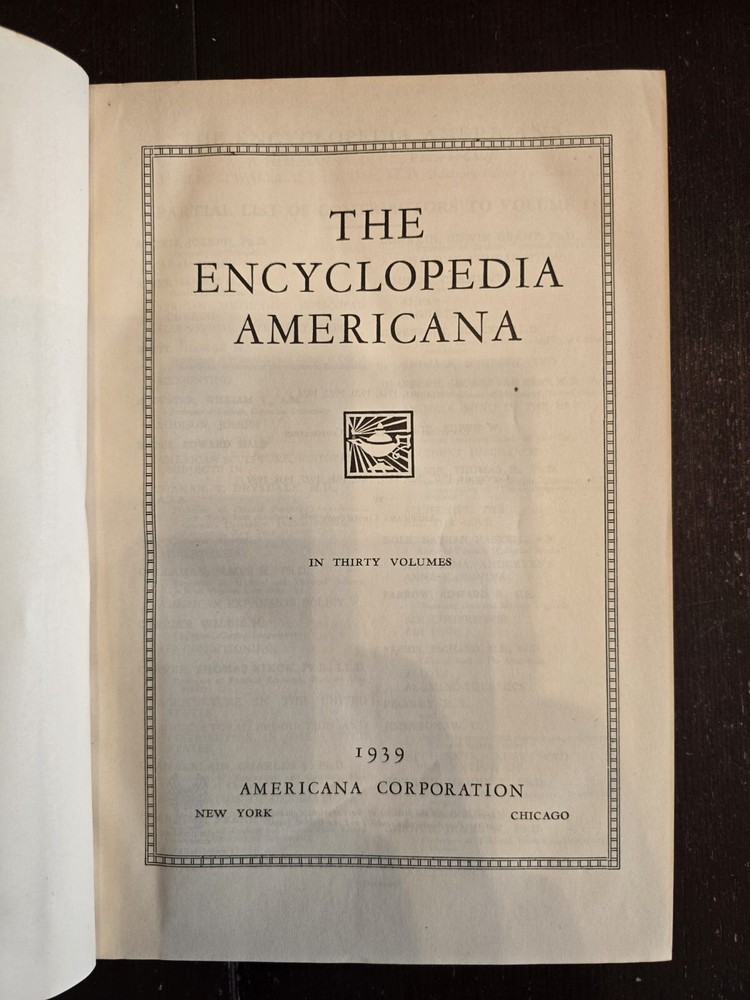 THE
ENCYCLOPEDIA
AMERICANA
IN THIRTY VOLUMES
1939
AMERICANA CORPORATION
NEW YORK CHICAGO